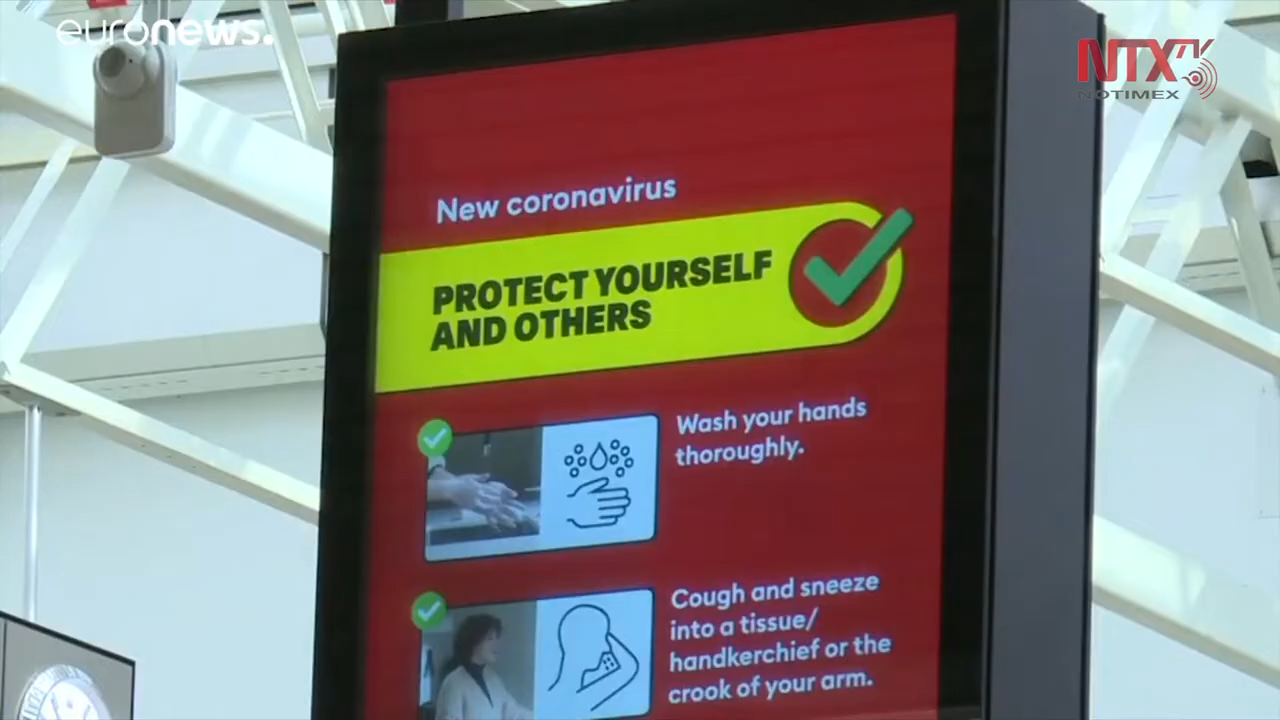 euronews.
NTXTV
NOTIMEX
New coronavirus
PROTECT YOURSELF
AND OTHERS
Wash your hands
thoroughly.
Cough and sneeze
into a tissue/
handkerchief or the
crook of your arm.